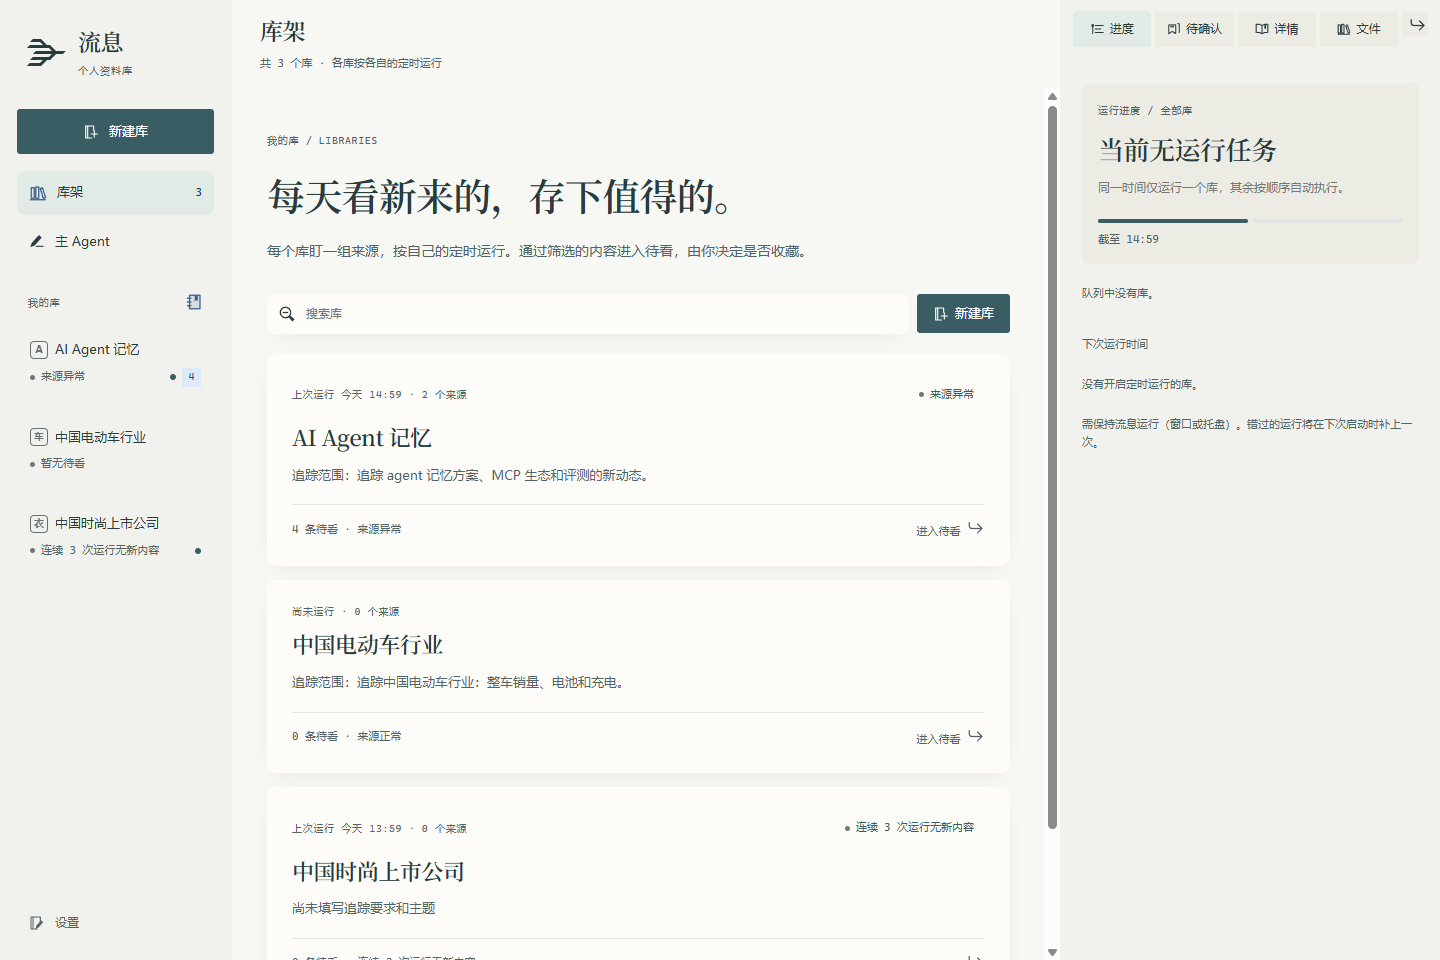 流息
个人资料库
新建库
库架 3
主 Agent
我的库
A AI Agent 记忆
来源异常 4
车 中国电动车行业
暂无待看
衣 中国时尚上市公司
连续 3 次运行无新内容
设置
库架
共 3 个库 · 各库按各自的定时运行
我的库 / LIBRARIES
每天看新来的，存下值得的。
每个库盯一组来源，按自己的定时运行。通过筛选的内容进入待看，由你决定是否收藏。
搜索库
新建库
上次运行 今天 14:59 · 2 个来源
来源异常
AI Agent 记忆
追踪范围：追踪 agent 记忆方案、MCP 生态和评测的新动态。
4 条待看 · 来源异常
进入待看
尚未运行 · 0 个来源
中国电动车行业
追踪范围：追踪中国电动车行业：整车销量、电池和充电。
0 条待看 · 来源正常
进入待看
上次运行 今天 13:59 · 0 个来源
连续 3 次运行无新内容
中国时尚上市公司
尚未填写追踪要求和主题
进度 待确认 详情 文件
运行进度 / 全部库
当前无运行任务
同一时间仅运行一个库，其余按顺序自动执行。
截至 14:59
队列中没有库。
下次运行时间
没有开启定时运行的库。
需保持流息运行（窗口或托盘）。错过的运行将在下次启动时补上一
次。